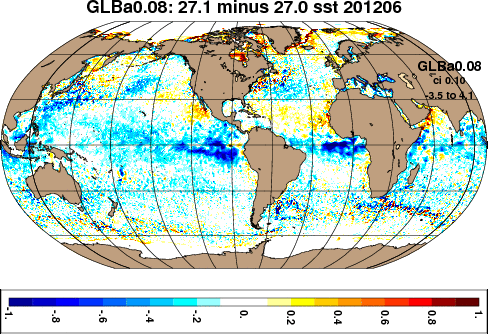 GLBa0.08: 27.1 minus 27.0 sst 201206
GLBa0.08
ci 0.10
-3.5 to 4.1
-1. -.8 -.6 -.4 -.2 0. 0.2 0.4 0.6 0.8 1.